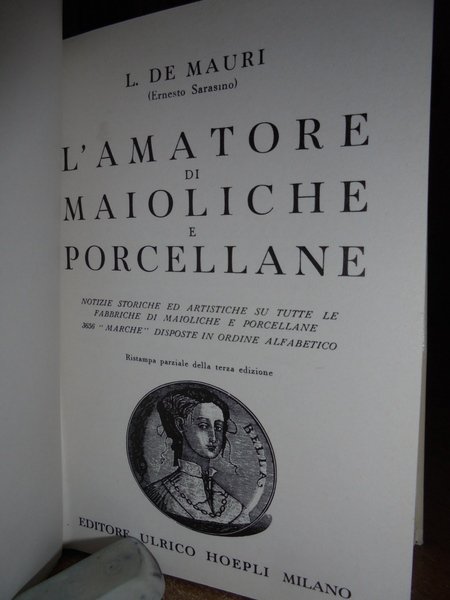 L. DE MAURI
(Ernesto Sarasino)
L'AMATORE
DI
MAIOLICHE
E
PORCELLANE
NOTIZIE STORICHE ED ARTISTICHE SU TUTTE LE
FABBRICHE DI MAIOLICHE E PORCELLANE
3656 "MARCHE" DISPOSTE IN ORDINE ALFABETICO
Ristampa parziale della terza edizione
BELLA
EDITORE ULRICO HOEPLI MILANO